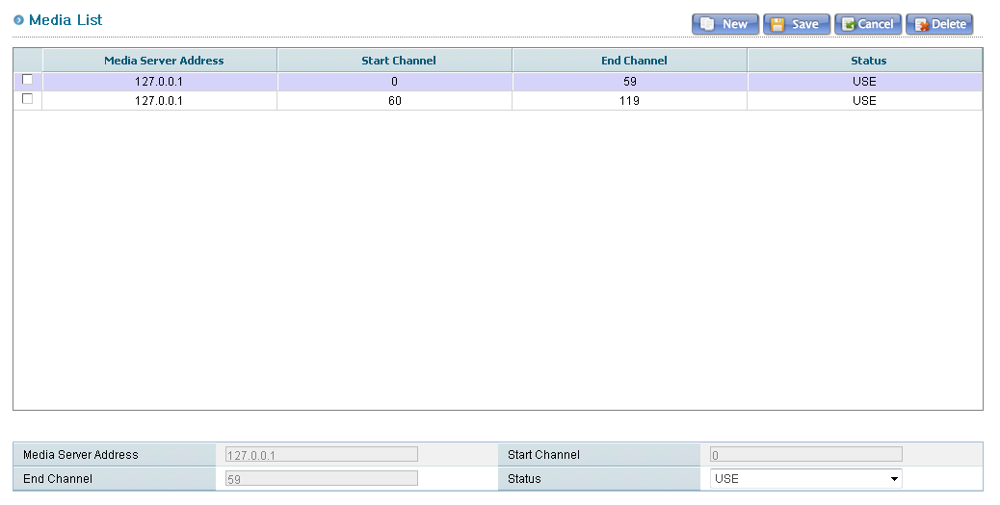 Media List
New Save Cancel Delete
Media Server Address Start Channel End Channel Status
127.0.0.1 0 59 USE
127.0.0.1 60 119 USE
Media Server Address 127.0.0.1 Start Channel 0
End Channel 59 Status USE